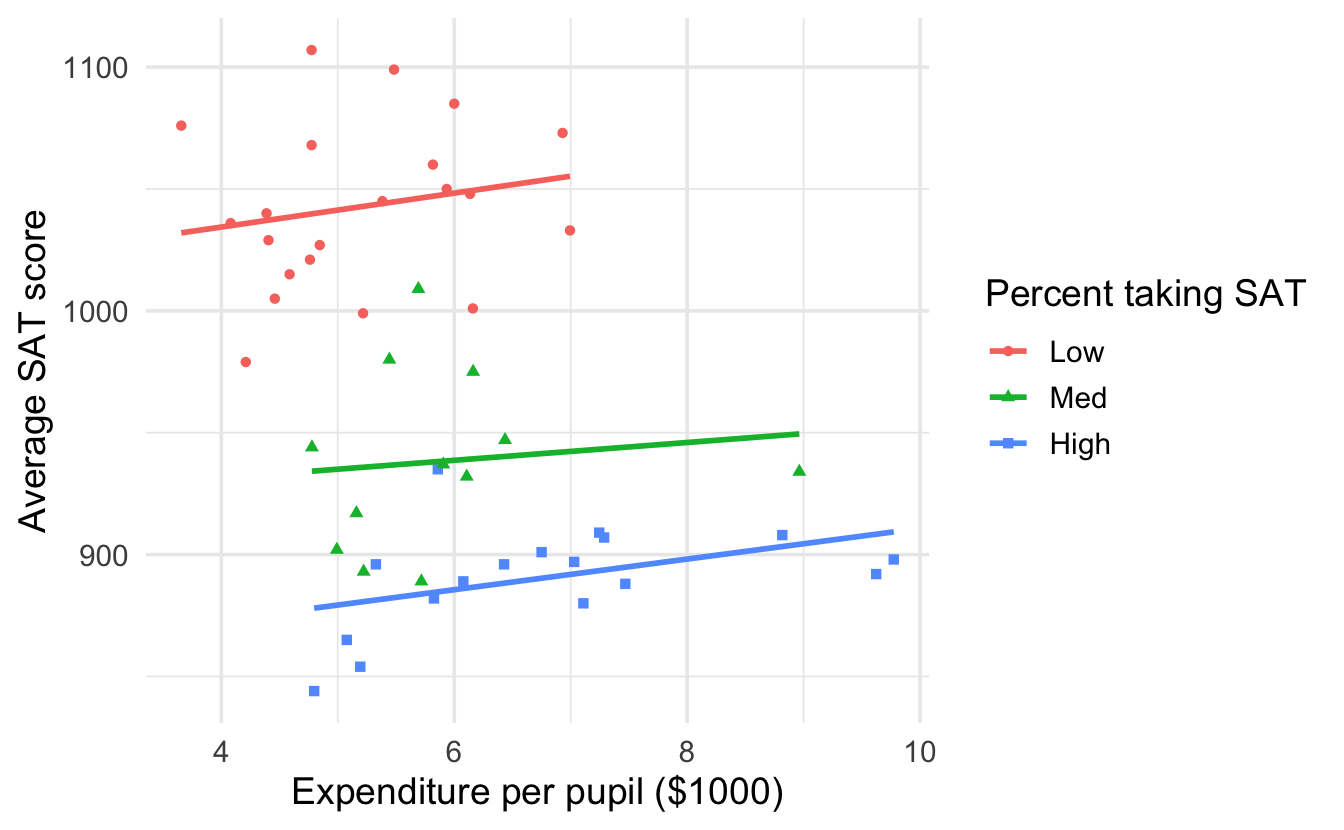 1100
1000
900
Average SAT score
4 6 8 10
Expenditure per pupil ($1000)
Percent taking SAT
Low
Med
High